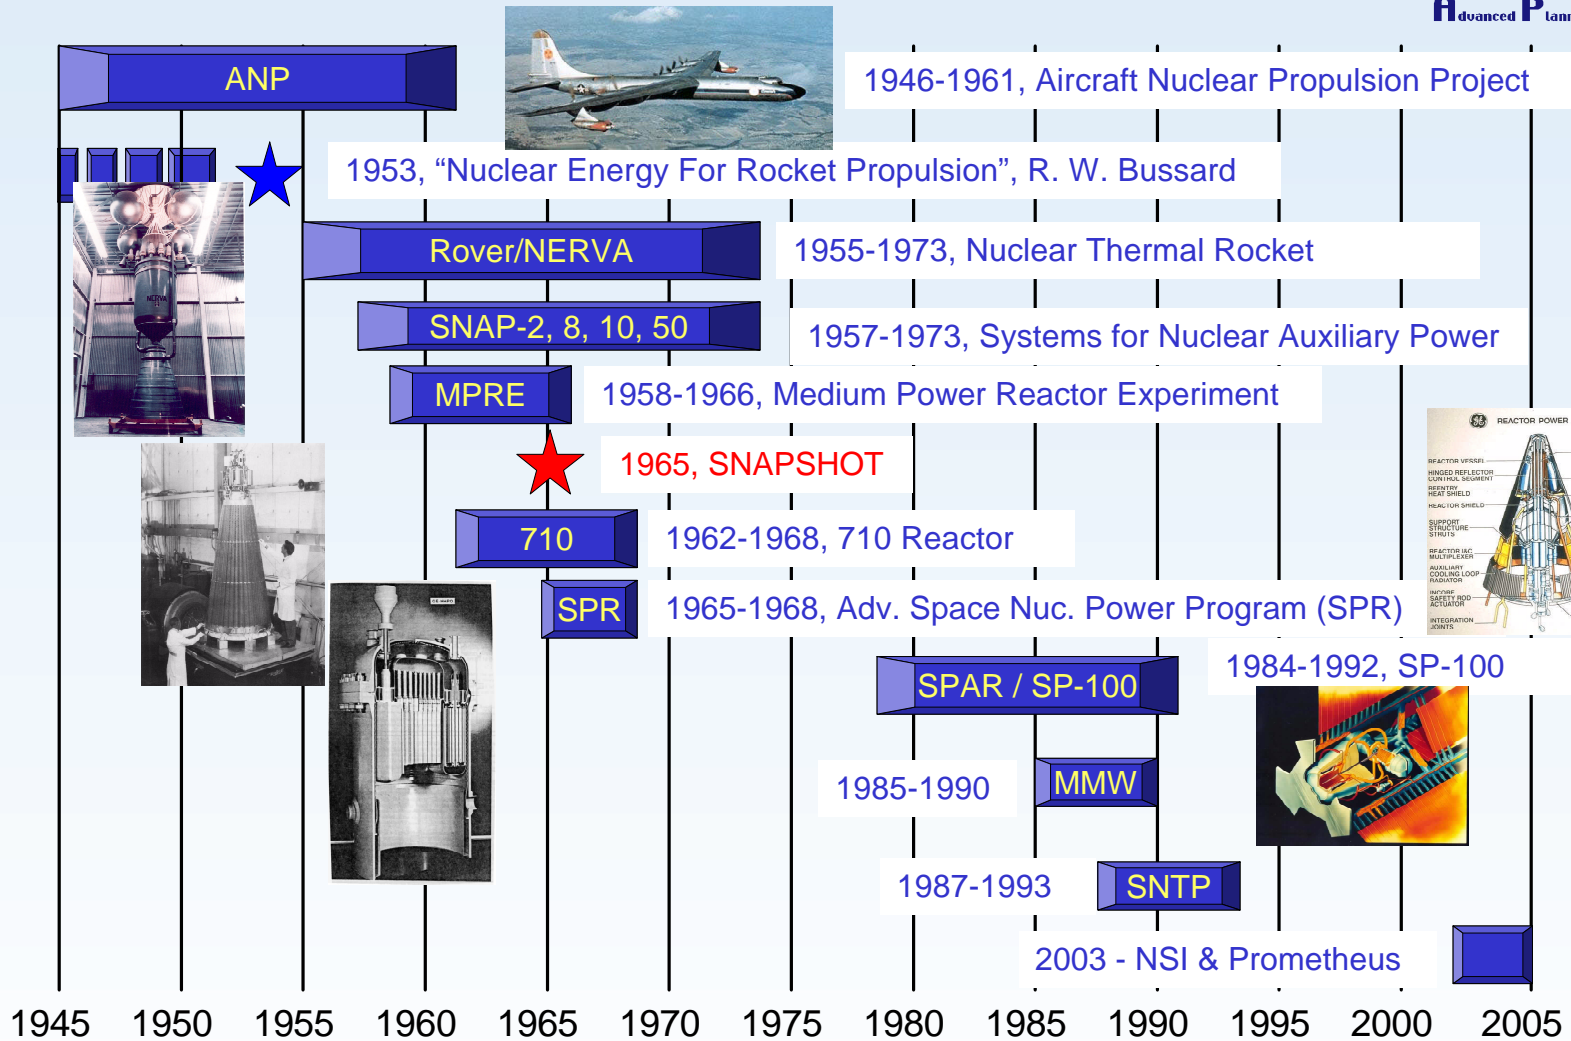 Advanced
ANP
1946-1961, Aircraft Nuclear Propulsion Project
1953, “Nuclear Energy For Rocket Propulsion”, R. W. Bussard
NERVA
Rover/NERVA
1955-1973, Nuclear Thermal Rocket
SNAP-2, 8, 10, 50
1957-1973, Systems for Nuclear Auxiliary Power
MPRE
1958-1966, Medium Power Reactor Experiment
1965, SNAPSHOT
710
1962-1968, 710 Reactor
SPR
1965-1968, Adv. Space Nuc. Power Program (SPR)
GE REACTOR POWER
REACTOR VESSEL
HINGED REFLECTOR
CONTROL SEGMENT
REENTRY
HEAT SHIELD
REACTOR SHIELD
SUPPORT
STRUCTURE
STRUTS
REACTOR I&C
MULTIPLEXER
AUXILIARY
COOLING LOOP
RADIATOR
INCORE
SAFETY ROD
ACTUATOR
INTEGRATION
JOINTS
SPAR / SP-100
1984-1992, SP-100
1985-1990
MMW
1987-1993
SNTP
2003 - NSI & Prometheus
1945 1950 1955 1960 1965 1970 1975 1980 1985 1990 1995 2000 2005